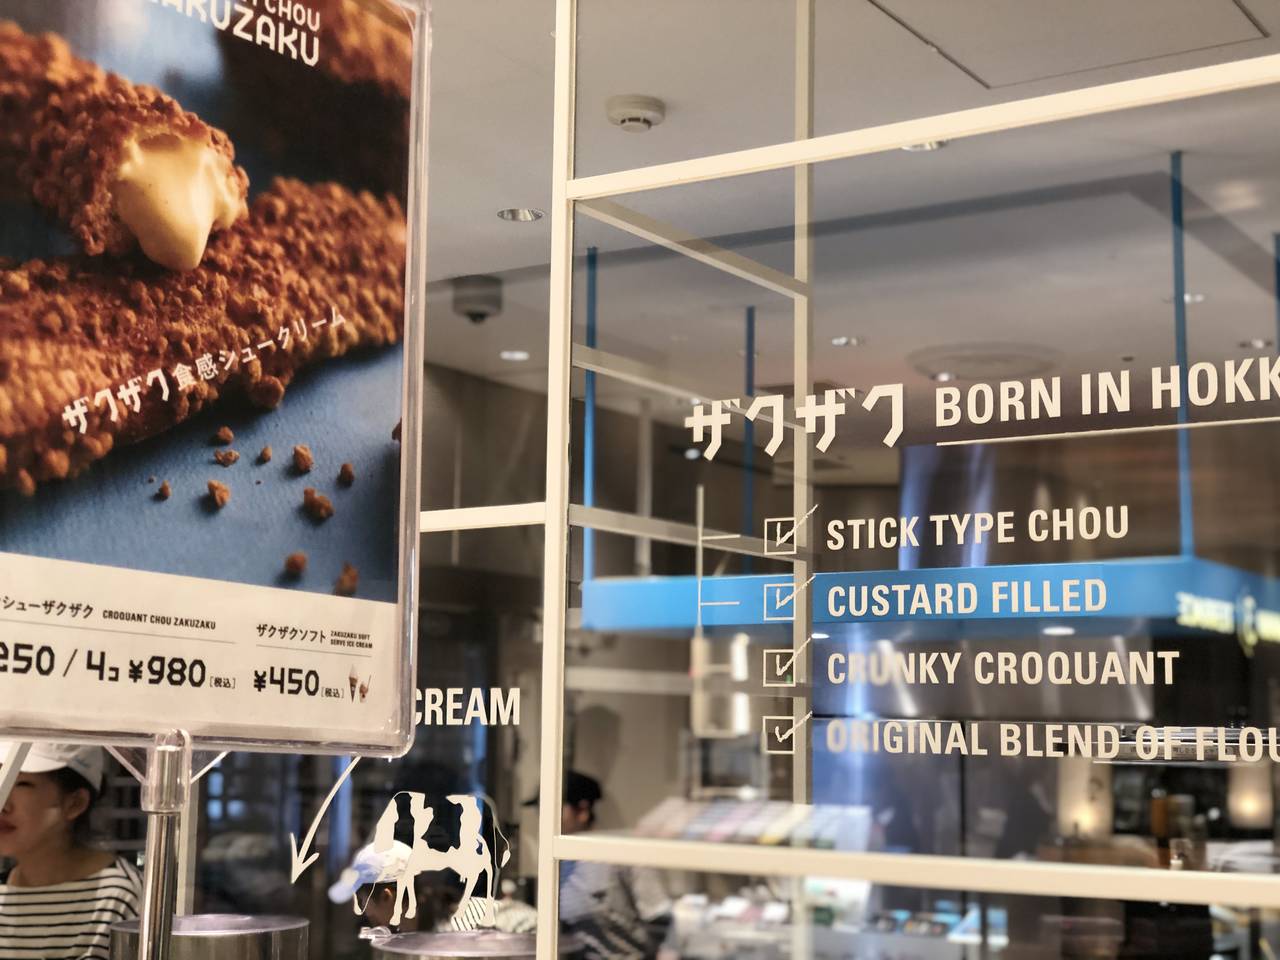 CHOU
ZAKUZAKU
ザクザク食感シュークリーム
シューザクザク CROQUANT CHOU ZAKUZAKU
250 / 4コ ¥980 [税込]
ザクザクソフト ZAKUZAKU SOFT SERVE ICE CREAM
¥450 [税込]
CREAM
ザクザク BORN IN HOKK
STICK TYPE CHOU
CUSTARD FILLED
CRUNKY CROQUANT
ORIGINAL BLEND OF FLOU